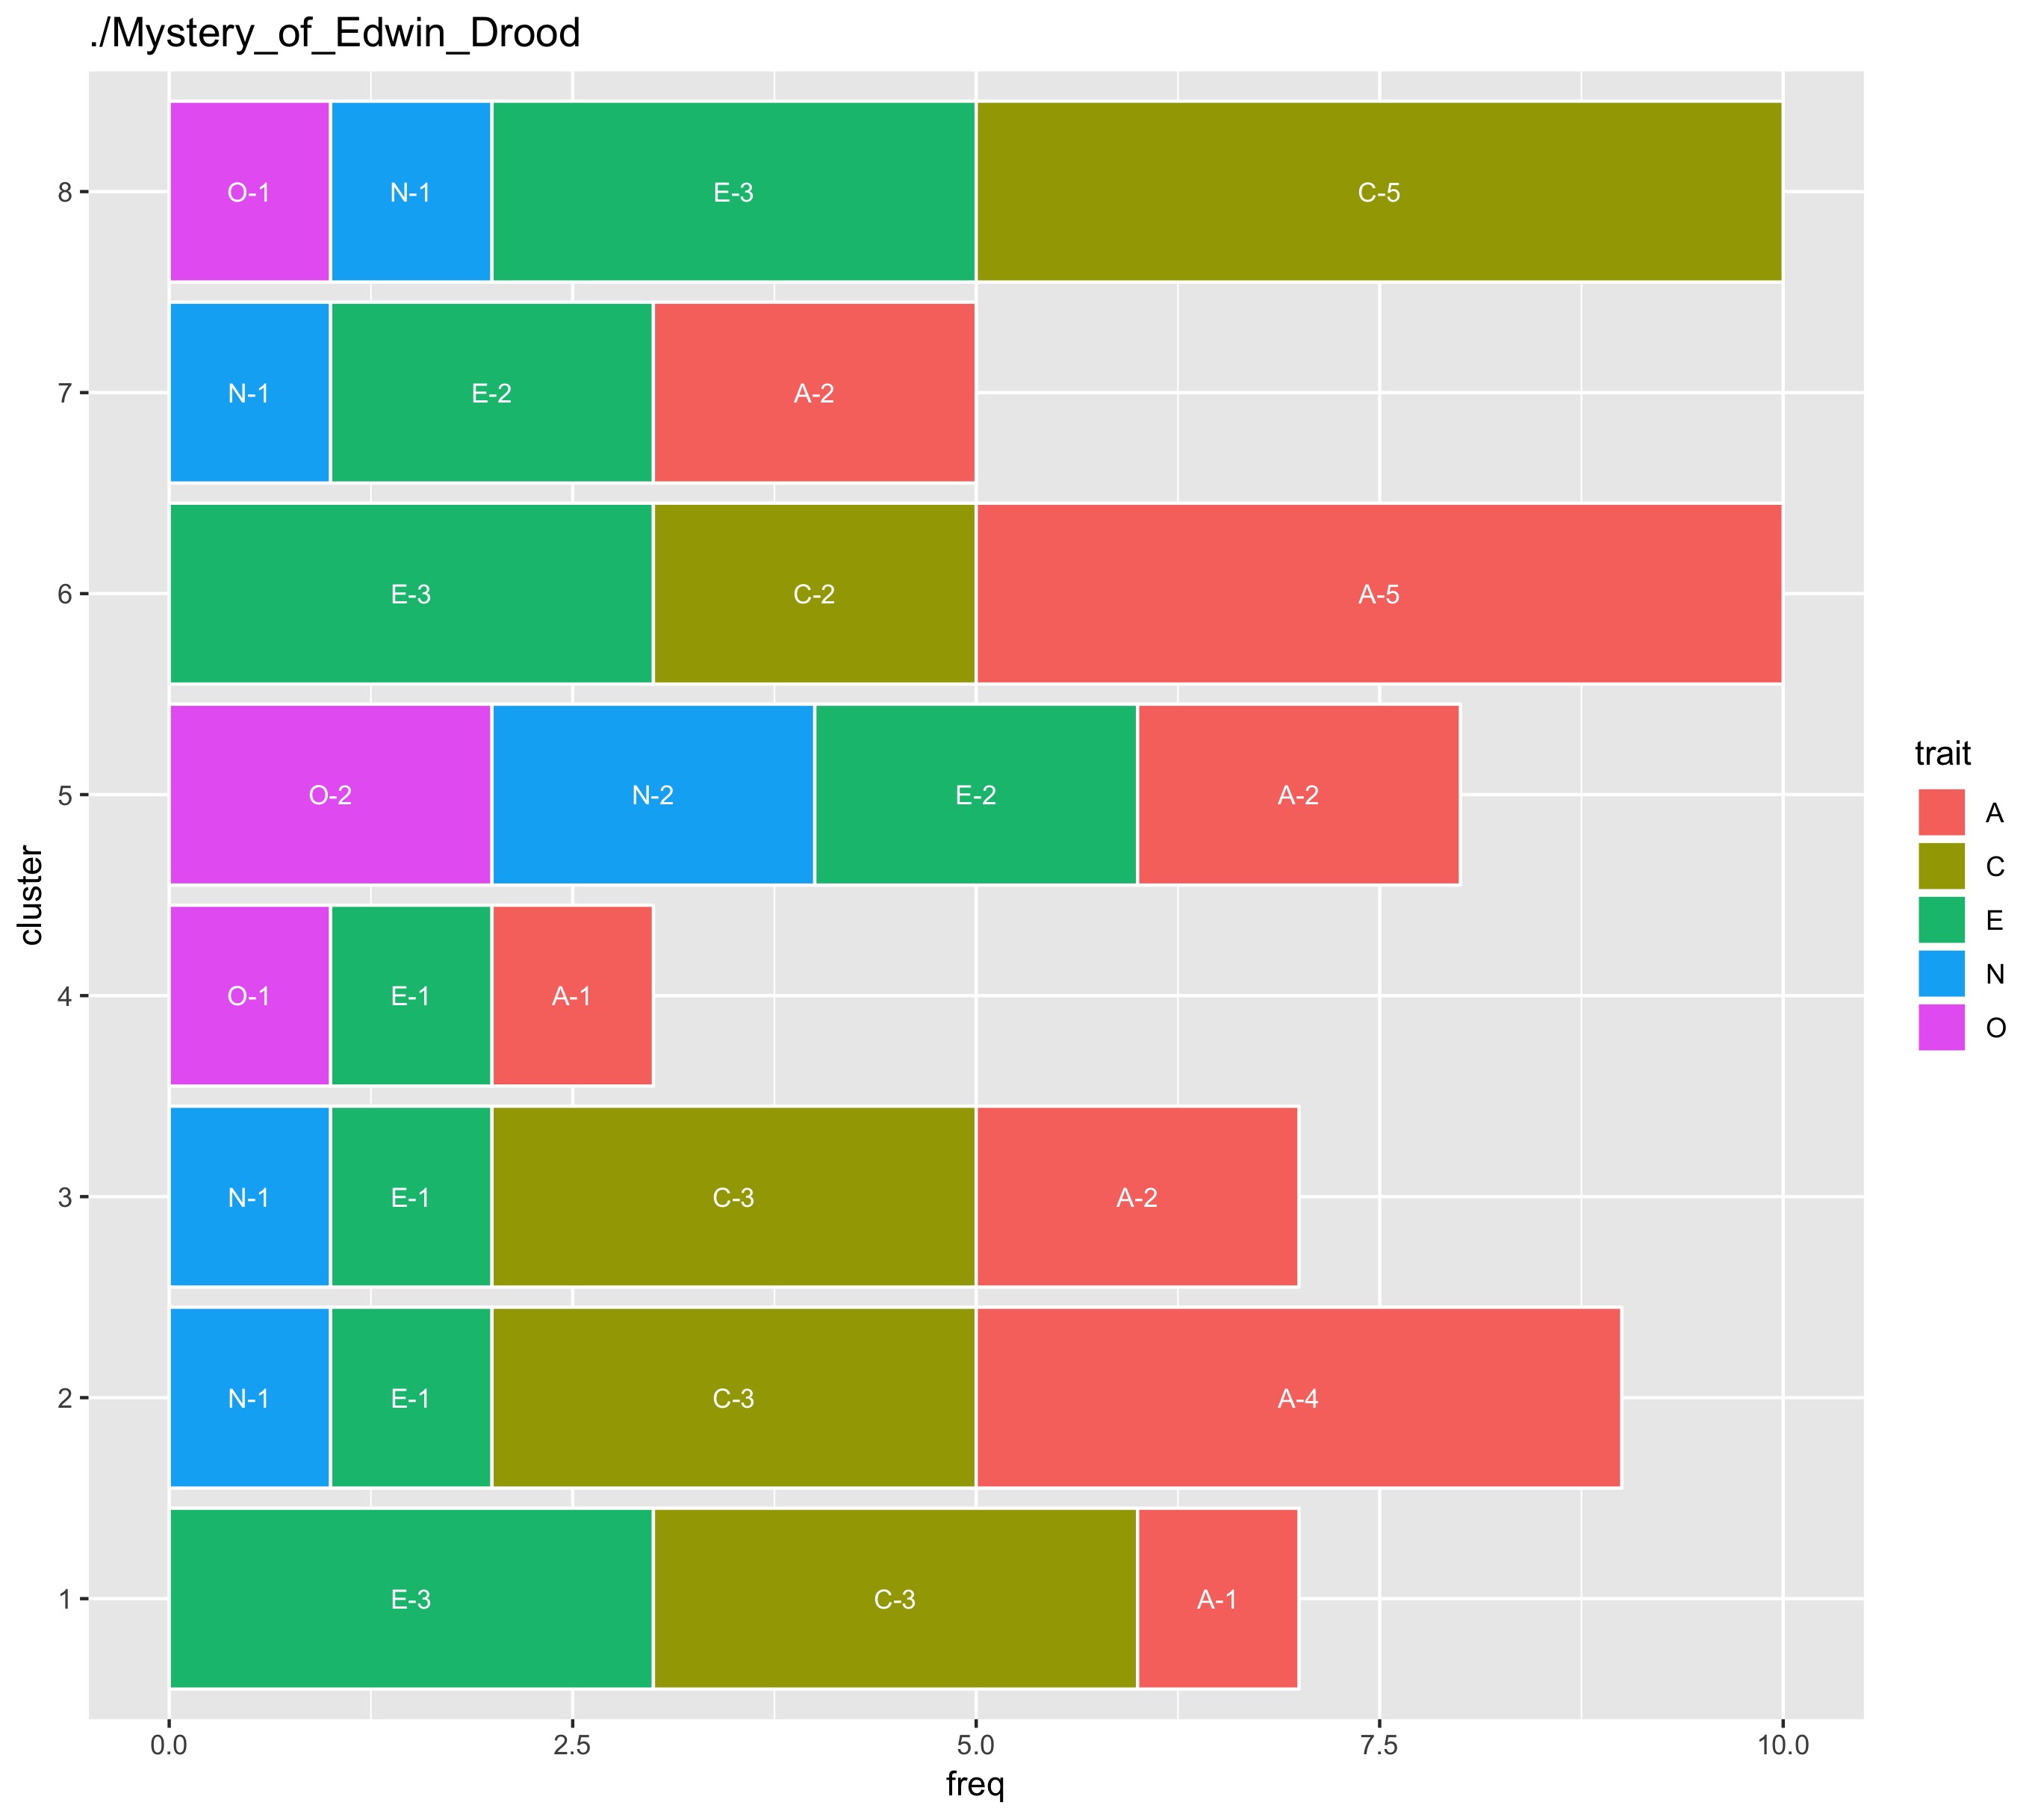 ./Mystery_of_Edwin_Drood
8 O-1 N-1 E-3 C-5
7 N-1 E-2 A-2
6 E-3 C-2 A-5
5 O-2 N-2 E-2 A-2
4 O-1 E-1 A-1
3 N-1 E-1 C-3 A-2
2 N-1 E-1 C-3 A-4
1 E-3 C-3 A-1
0.0 2.5 5.0 7.5 10.0
freq
cluster
trait
A
C
E
N
O